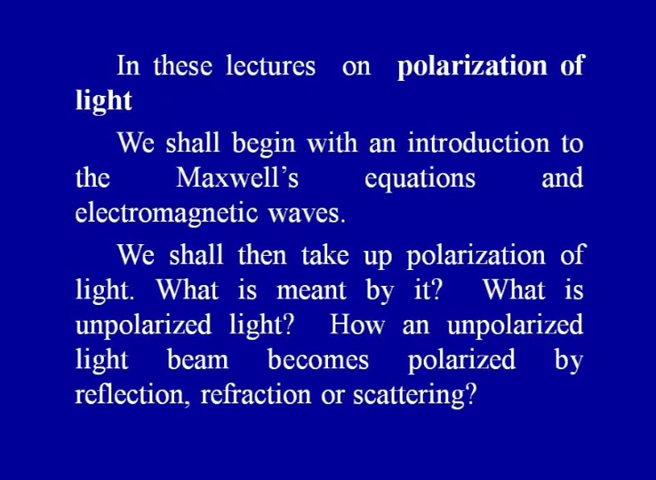 In these lectures on polarization of
light
We shall begin with an introduction to
the Maxwell's equations and
electromagnetic waves.
We shall then take up polarization of
light. What is meant by it? What is
unpolarized light? How an unpolarized
light beam becomes polarized by
reflection, refraction or scattering?